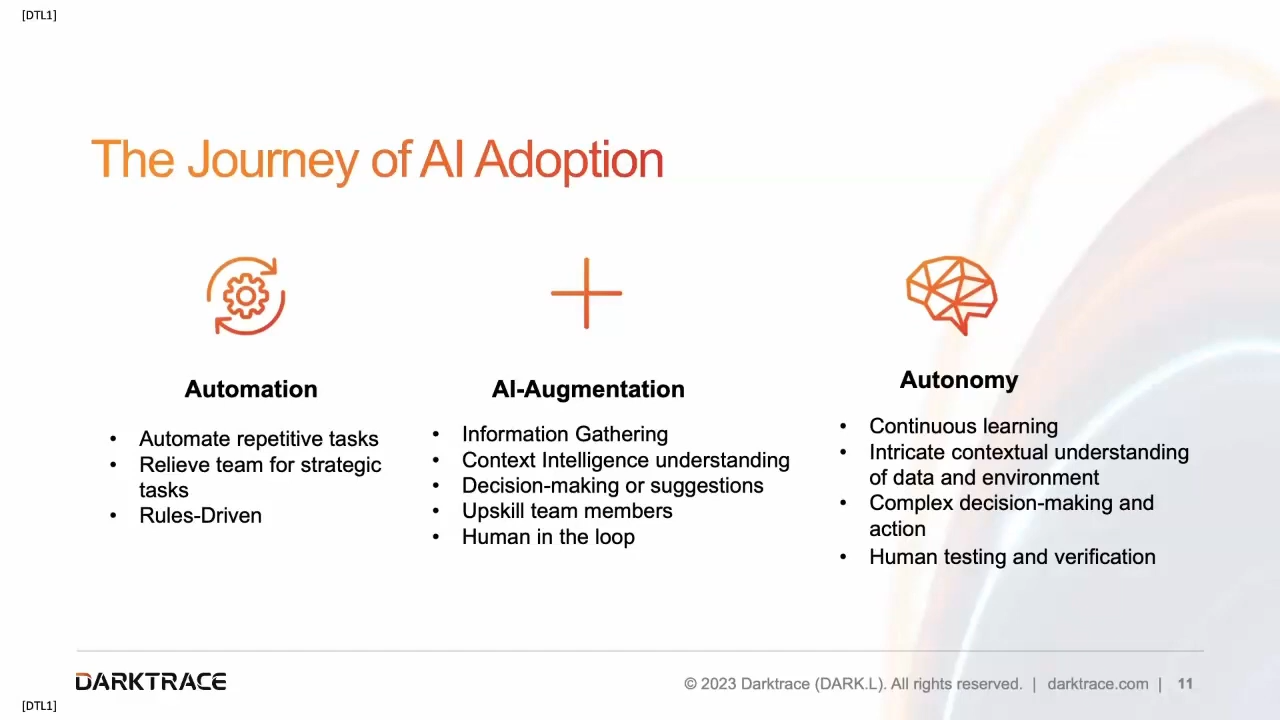 [DTL1]
The Journey of AI Adoption
Automation
• Automate repetitive tasks
• Relieve team for strategic
tasks
• Rules-Driven
AI-Augmentation
• Information Gathering
• Context Intelligence understanding
• Decision-making or suggestions
• Upskill team members
• Human in the loop
Autonomy
• Continuous learning
• Intricate contextual understanding
of data and environment
• Complex decision-making and
action
• Human testing and verification
DARKTRACE
© 2023 Darktrace (DARK.L). All rights reserved. | darktrace.com | 11
[DTL1]